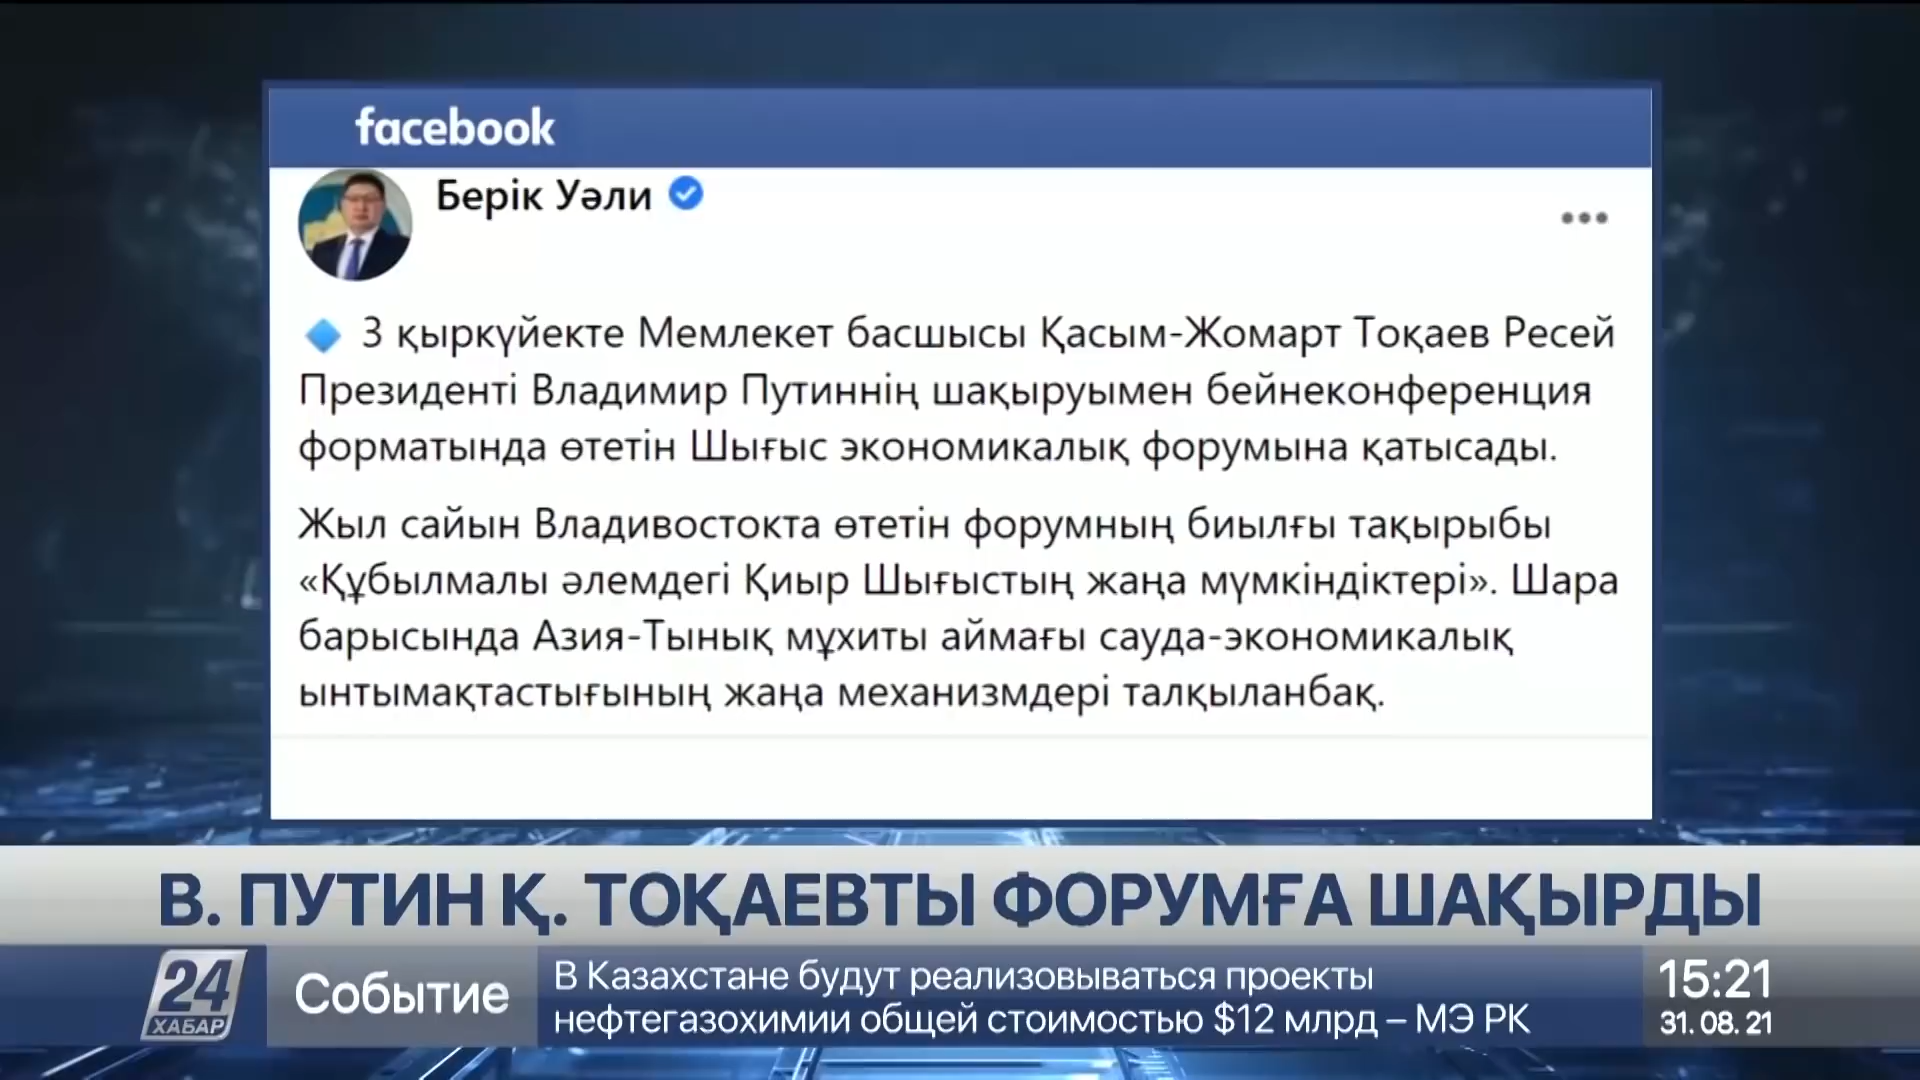 facebook
Берік Уәли
3 қыркүйекте Мемлекет басшысы Қасым-Жомарт Тоқаев Ресей
Президенті Владимир Путиннің шақыруымен бейнеконференция
форматында өтетін Шығыс экономикалық форумына қатысады.
Жыл сайын Владивостокта өтетін форумның биылғы тақырыбы
«Құбылмалы әлемдегі Қиыр Шығыстың жаңа мүмкіндіктері». Шара
барысында Азия-Тынық мұхиты аймағы сауда-экономикалық
ынтымақтастығының жаңа механизмдері талқыланбақ.
В. ПУТИН Қ. ТОҚАЕВТЫ ФОРУМҒА ШАҚЫРДЫ
24
ХАБАР
Событие
В Казахстане будут реализовываться проекты
нефтегазохимии общей стоимостью $12 млрд – МЭ РК
15:21
31. 08. 21